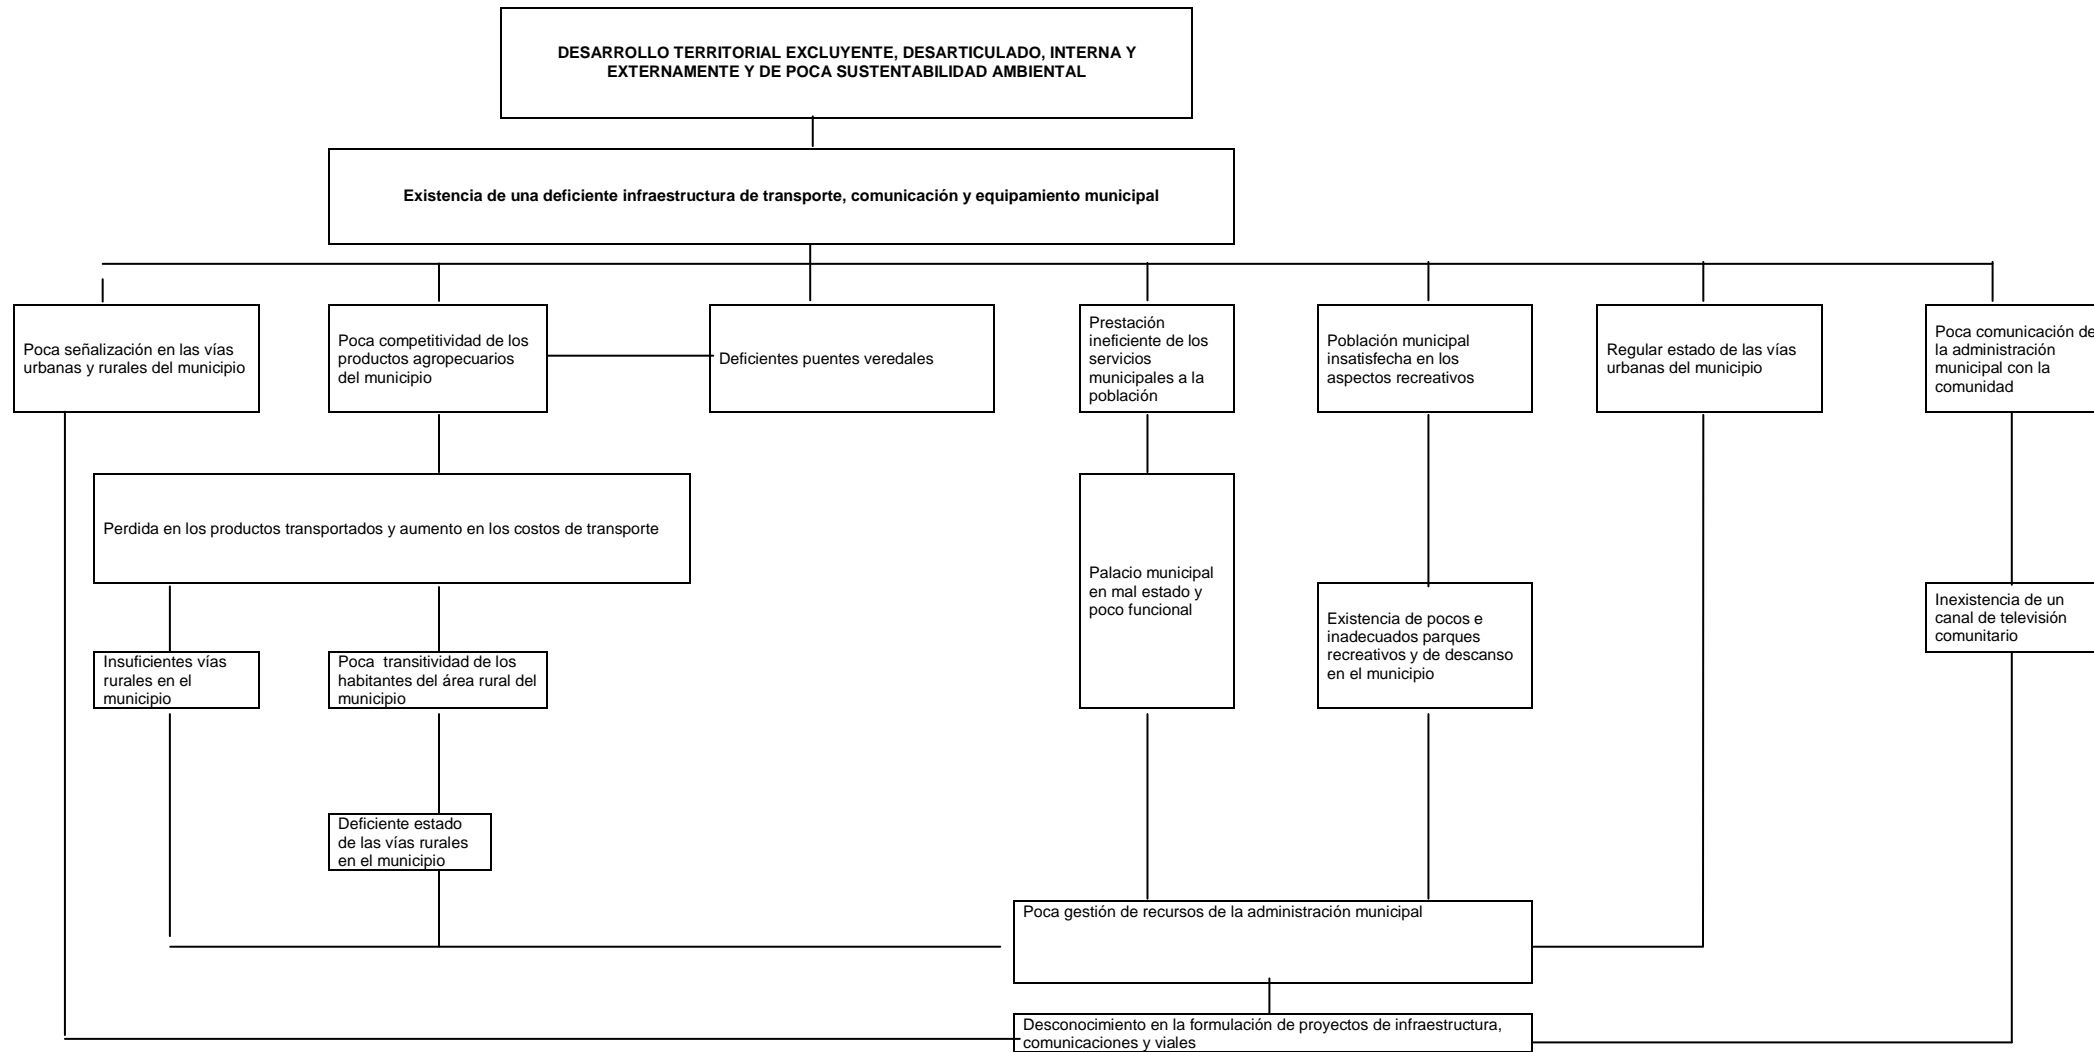 DESARROLLO TERRITORIAL EXCLUYENTE, DESARTICULADO, INTERNA Y
EXTERNAMENTE Y DE POCA SUSTENTABILIDAD AMBIENTAL
Existencia de una deficiente infraestructura de transporte, comunicación y equipamiento municipal
Poca señalización en las vías
urbanas y rurales del municipio
Poca competitividad de los
productos agropecuarios
del municipio
Deficientes puentes veredales
Prestación
ineficiente de los
servicios
municipales a la
población
Población municipal
insatisfecha en los
aspectos recreativos
Regular estado de las vías
urbanas del municipio
Poca comunicación de
la administración
municipal con la
comunidad
Perdida en los productos transportados y aumento en los costos de transporte
Palacio municipal
en mal estado y
poco funcional
Existencia de pocos e
inadecuados parques
recreativos y de descanso
en el municipio
Inexistencia de un
canal de televisión
comunitario
Insuficientes vías
rurales en el
municipio
Poca  transitividad de los
habitantes del área rural del
municipio
Deficiente estado
de las vías rurales
en el municipio
Poca gestión de recursos de la administración municipal
Desconocimiento en la formulación de proyectos de infraestructura,
comunicaciones y viales